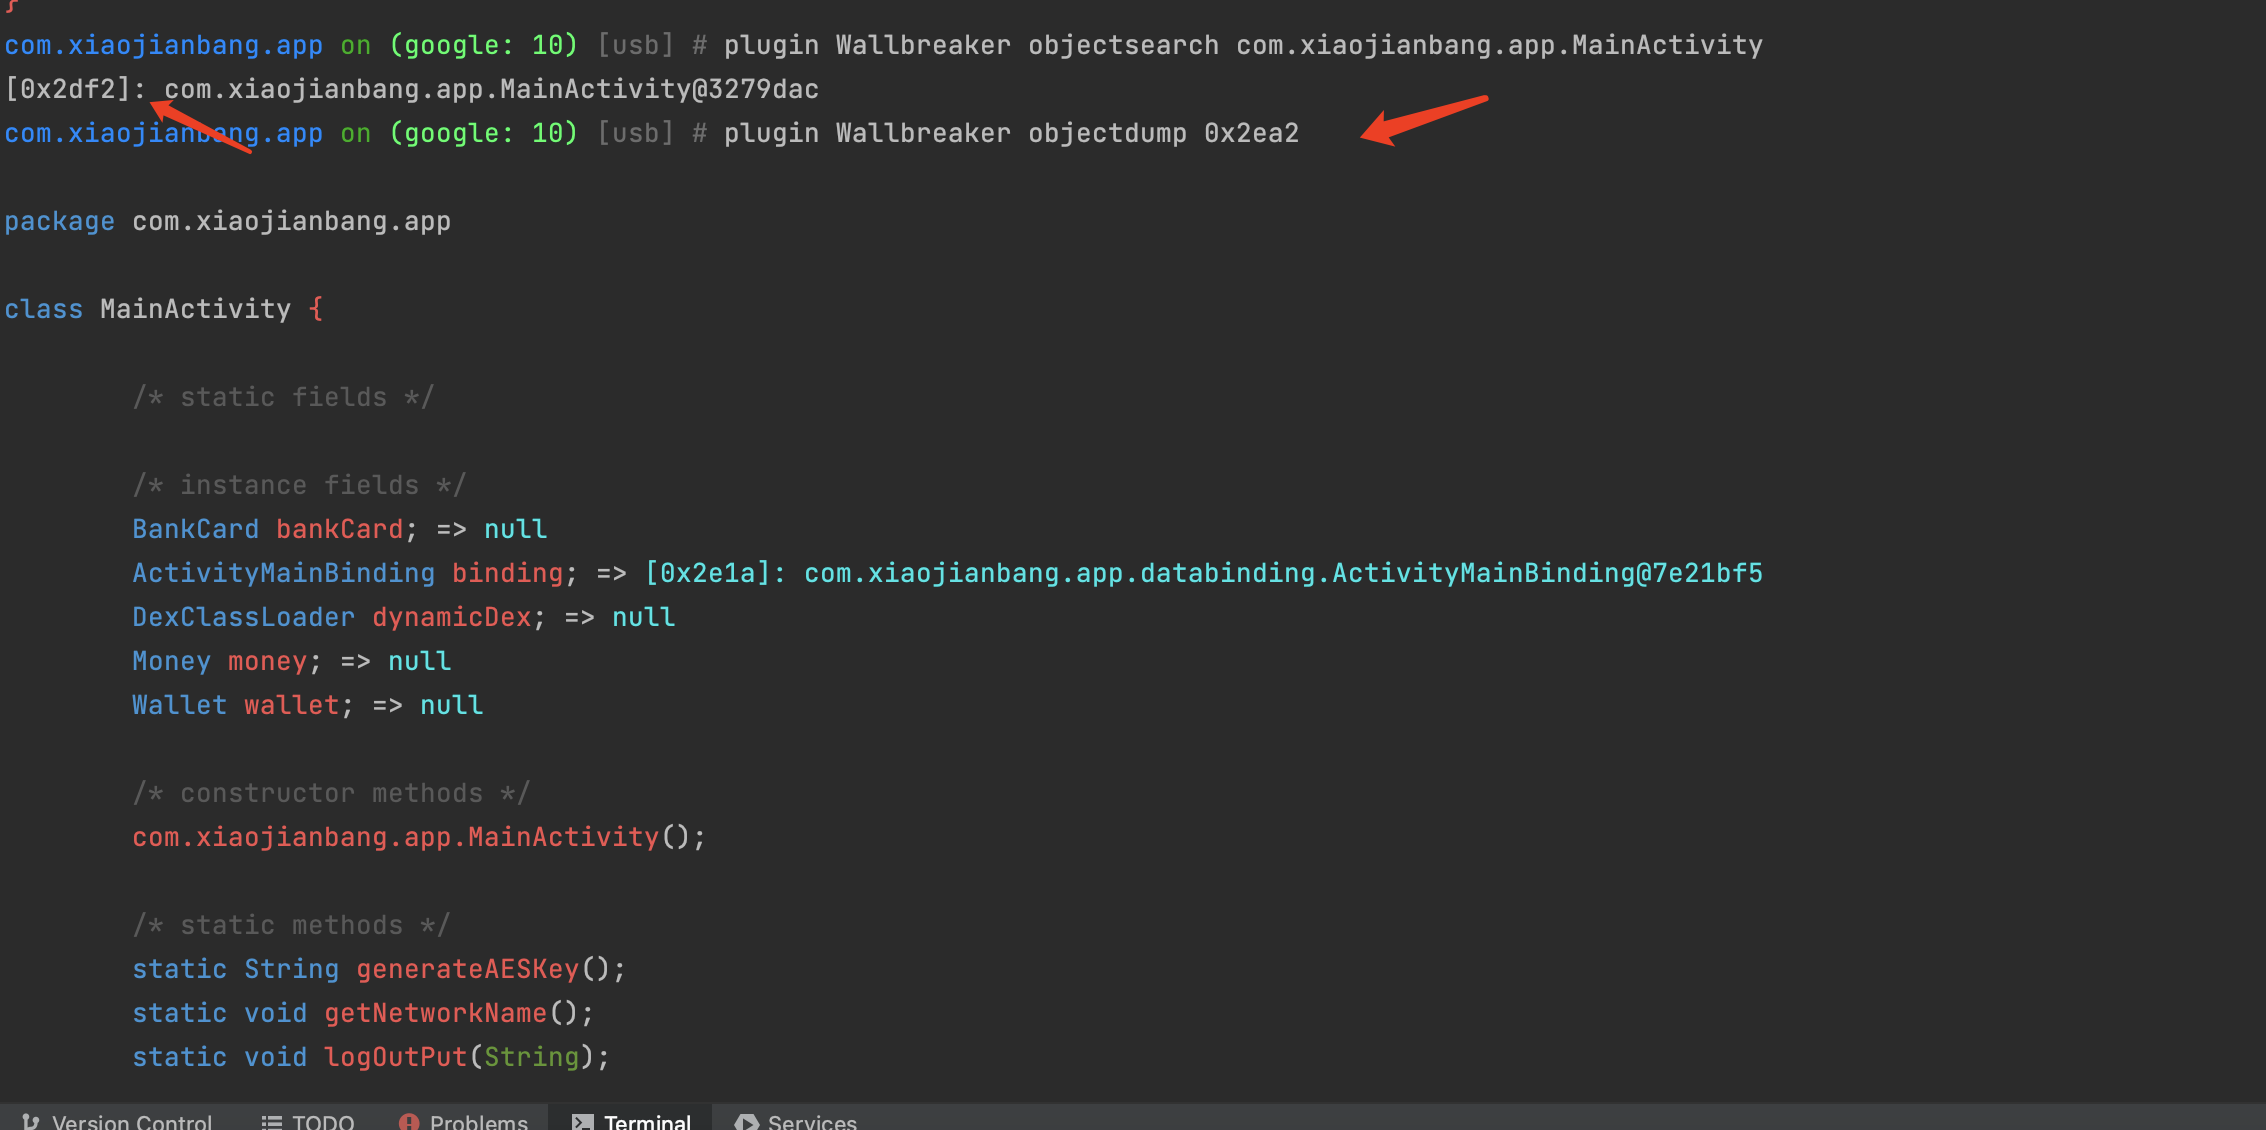 }
com.xiaojianbang.app on (google: 10) [usb] # plugin Wallbreaker objectsearch com.xiaojianbang.app.MainActivity
[0x2df2]: com.xiaojianbang.app.MainActivity@3279dac
com.xiaojianbang.app on (google: 10) [usb] # plugin Wallbreaker objectdump 0x2ea2
package com.xiaojianbang.app
class MainActivity {
/* static fields */
/* instance fields */
BankCard bankCard; => null
ActivityMainBinding binding; => [0x2e1a]: com.xiaojianbang.app.databinding.ActivityMainBinding@7e21bf5
DexClassLoader dynamicDex; => null
Money money; => null
Wallet wallet; => null
/* constructor methods */
com.xiaojianbang.app.MainActivity();
/* static methods */
static String generateAESKey();
static void getNetworkName();
static void logOutPut(String);
Version Control TODO Problems Terminal Services